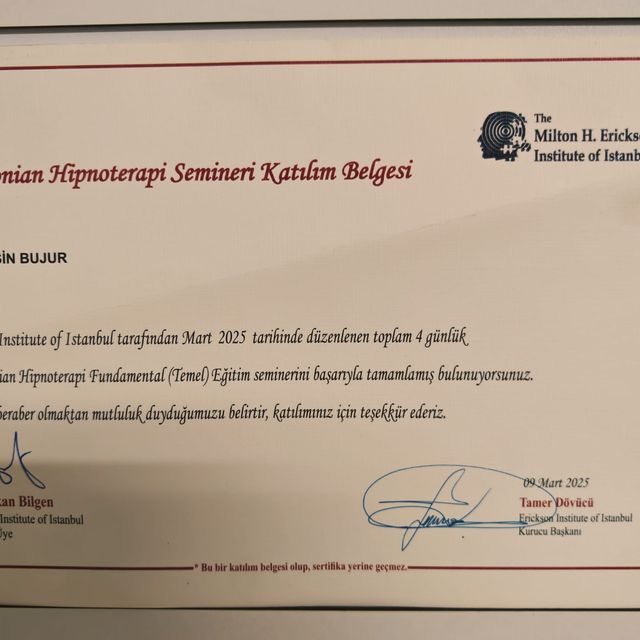 The
Milton H. Ericks
Institute of Istanb
onian Hipnoterapi Semineri Katılım Belgesi
SİN BUJUR
Institute of Istanbul tarafından Mart 2025 tarihinde düzenlenen toplam 4 günlük
ian Hipnoterapi Fundamental (Temel) Eğitim seminerini başarıyla tamamlamış bulunuyorsunuz.
beraber olmaktan mutluluk duyduğumuzu belirtir, katılımınız için teşekkür ederiz.
09 Mart 2025
kan Bilgen
Institute of Istanbul
Üye
Tamer Dövücü
Erickson Institute of Istanbul
Kurucu Başkanı
* Bu bir katılım belgesi olup, sertifika yerine geçmez.